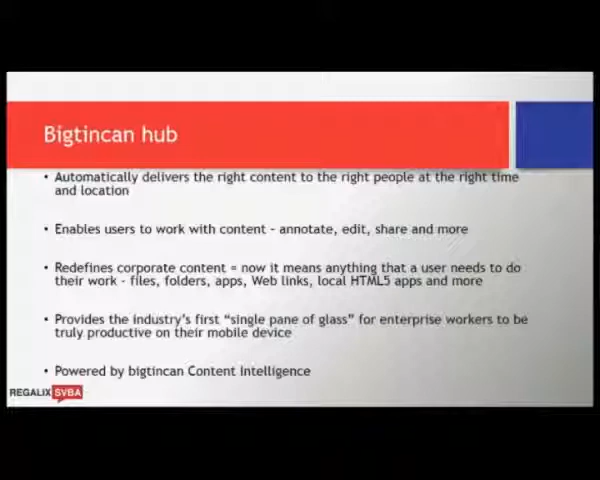 Bigtincan hub
• Automatically delivers the right content to the right people at the right time
and location
• Enables users to work with content - annotate, edit, share and more
• Redefines corporate content = now it means anything that a user needs to do
their work - files, folders, apps, Web links, local HTML5 apps and more
• Provides the industry's first “single pane of glass” for enterprise workers to be
truly productive on their mobile device
• Powered by bigtincan Content Intelligence
REGALIX SVBA